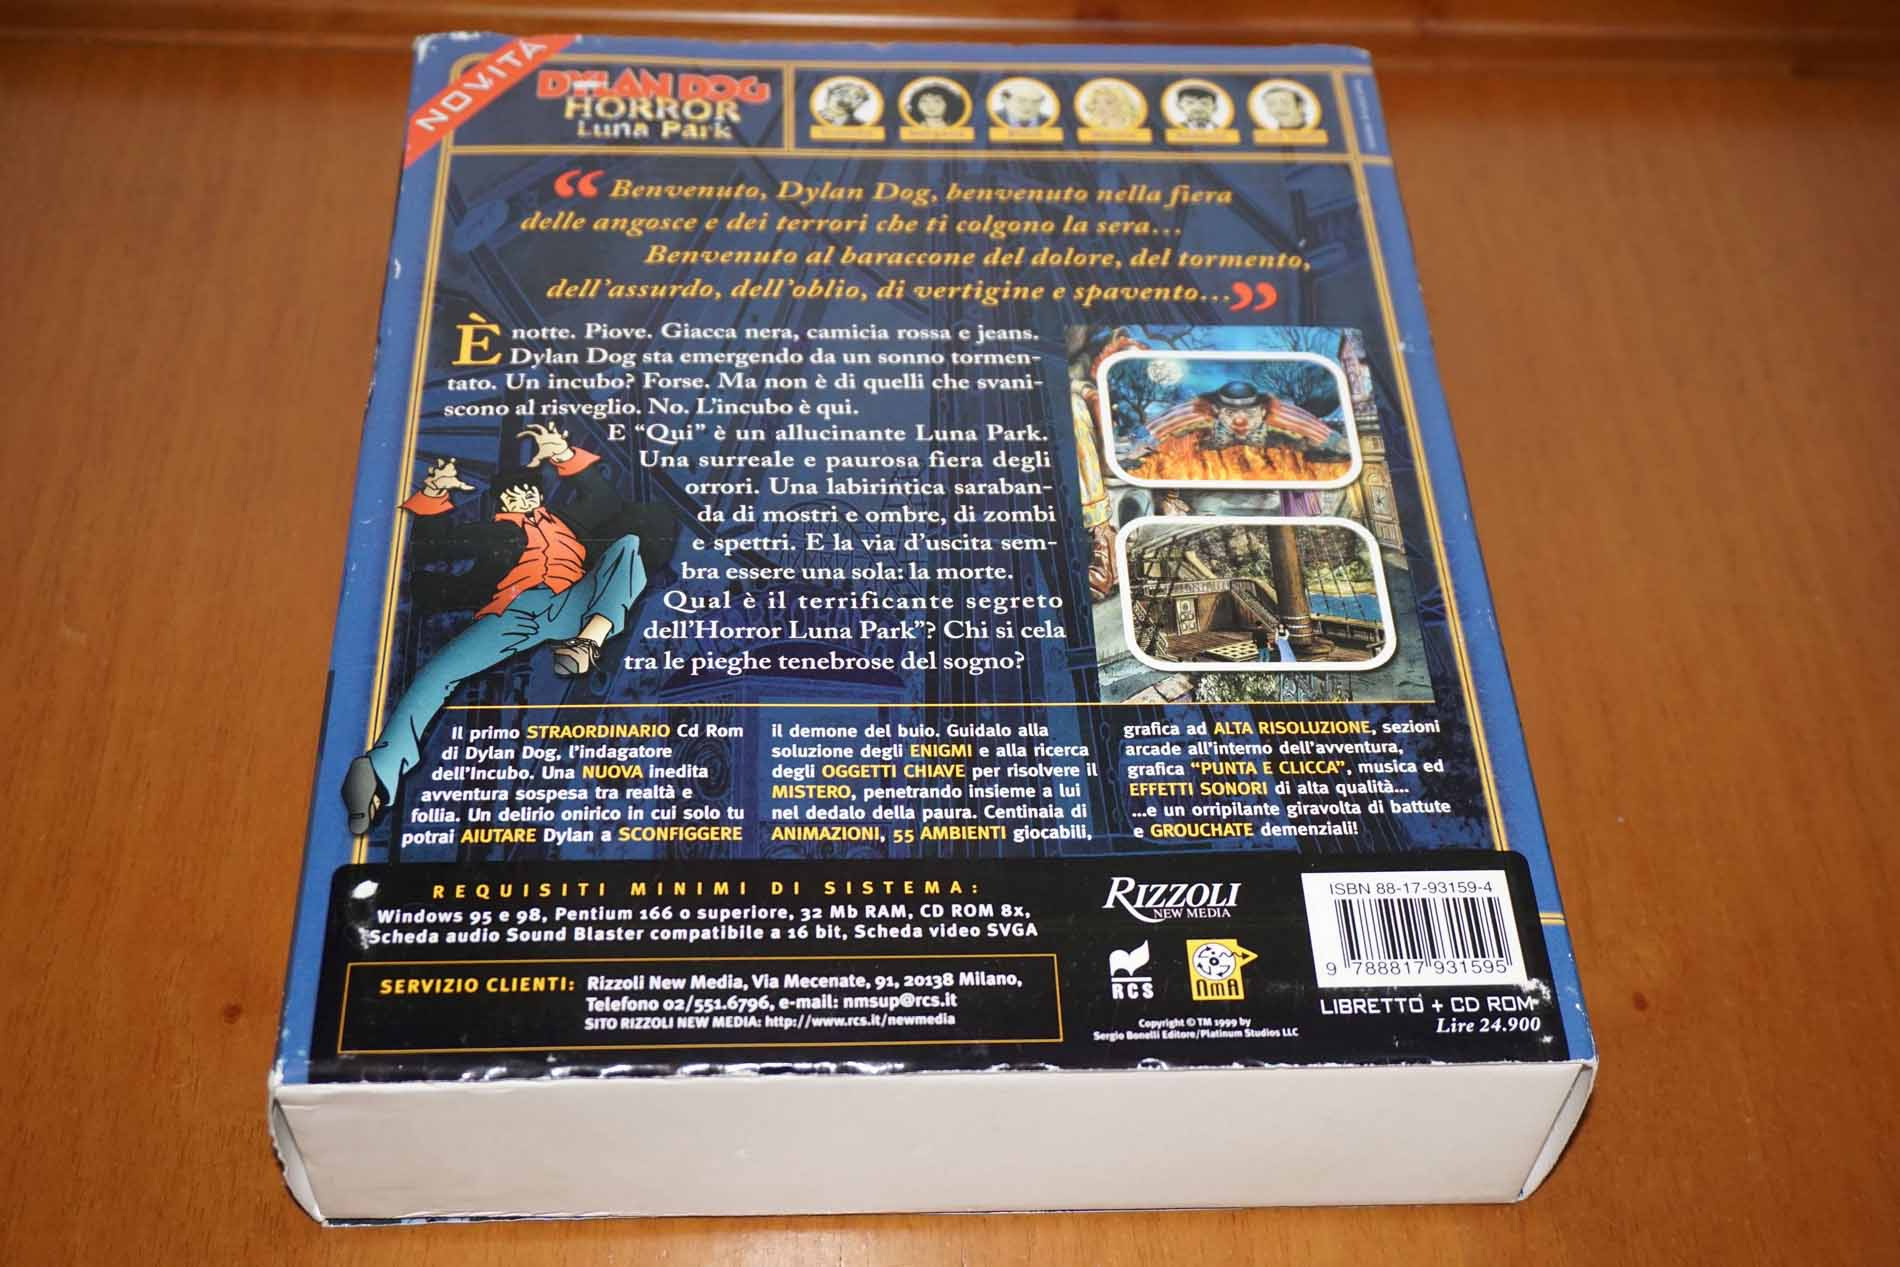 NOVITÀ
DYLAN DOG
HORROR
Luna Park
“Benvenuto, Dylan Dog, benvenuto nella fiera
delle angosce e dei terrori che ti colgono la sera...
Benvenuto al baraccone del dolore, del tormento,
dell'assurdo, dell'oblio, di vertigine e spavento...”
È notte. Piove. Giacca nera, camicia rossa e jeans.
Dylan Dog sta emergendo da un sonno tormen-
tato. Un incubo? Forse. Ma non è di quelli che svani-
scono al risveglio. No. L'incubo è qui.
E “Qui” è un allucinante Luna Park.
Una surreale e paurosa fiera degli
orrori. Una labirintica saraban-
da di mostri e ombre, di zombi
e spettri. E la via d'uscita sem-
bra essere una sola: la morte.
Qual è il terrificante segreto
dell'Horror Luna Park”? Chi si cela
tra le pieghe tenebrose del sogno?
Il primo STRAORDINARIO Cd Rom
di Dylan Dog, l'indagatore
dell'Incubo. Una NUOVA inedita
avventura sospesa tra realtà e
follia. Un delirio onirico in cui solo tu
potrai AIUTARE Dylan a SCONFIGGERE
il demone del buio. Guidalo alla
soluzione degli ENIGMI e alla ricerca
degli OGGETTI CHIAVE per risolvere il
MISTERO, penetrando insieme a lui
nel dedalo della paura. Centinaia di
ANIMAZIONI, 55 AMBIENTI giocabili,
grafica ad ALTA RISOLUZIONE, sezioni
arcade all'interno dell'avventura,
grafica “PUNTA E CLICCA”, musica ed
EFFETTI SONORI di alta qualità...
...e un orripilante giravolta di battute
e GROUCHATE demenziali!
REQUISITI MINIMI DI SISTEMA:
Windows 95 e 98, Pentium 166 o superiore, 32 Mb RAM, CD ROM 8x,
Scheda audio Sound Blaster compatibile a 16 bit, Scheda video SVGA
SERVIZIO CLIENTI: Rizzoli New Media, Via Mecenate, 91, 20138 Milano,
Telefono 02/551.6796, e-mail: nmsup@rcs.it
SITO RIZZOLI NEW MEDIA: http://www.rcs.it/newmedia
RIZZOLI
NEW MEDIA
RCS
nmA
Copyright © TM 1999 by
Sergio Bonelli Editore/Platinum Studios LLC
ISBN 88-17-93159-4
9 788817 931595
LIBRETTO + CD ROM
Lire 24.900